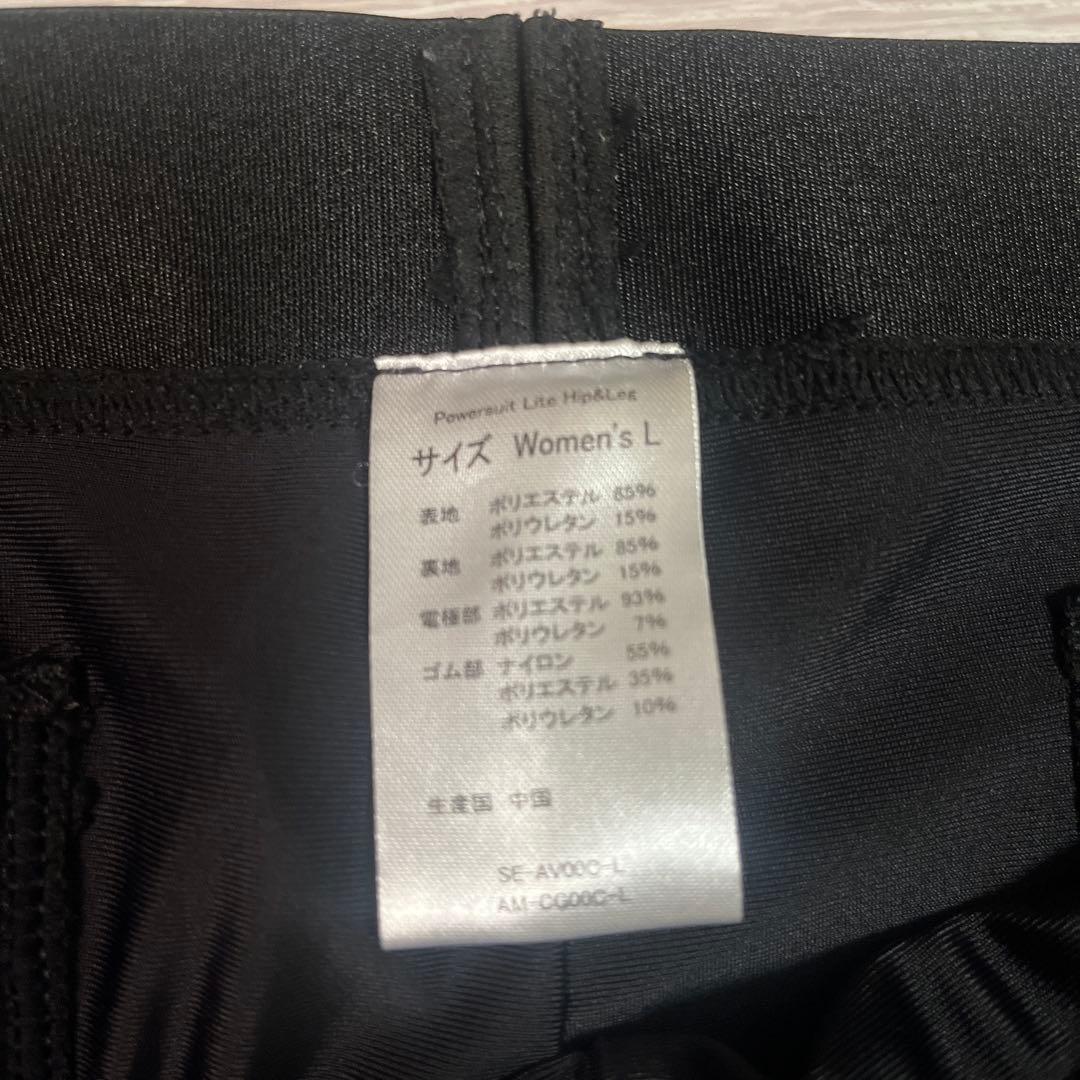 Powersuit Lite Hip&Leg
サイズ Women's L
表地 ポリエステル 85%
ポリウレタン 15%
裏地 ポリエステル 85%
ポリウレタン 15%
電極部 ポリエステル 93%
ポリウレタン 7%
ゴム部 ナイロン 55%
ポリエステル 35%
ポリウレタン 10%
生産国 中国
SE-AV00C-L
AM-CG00C-L